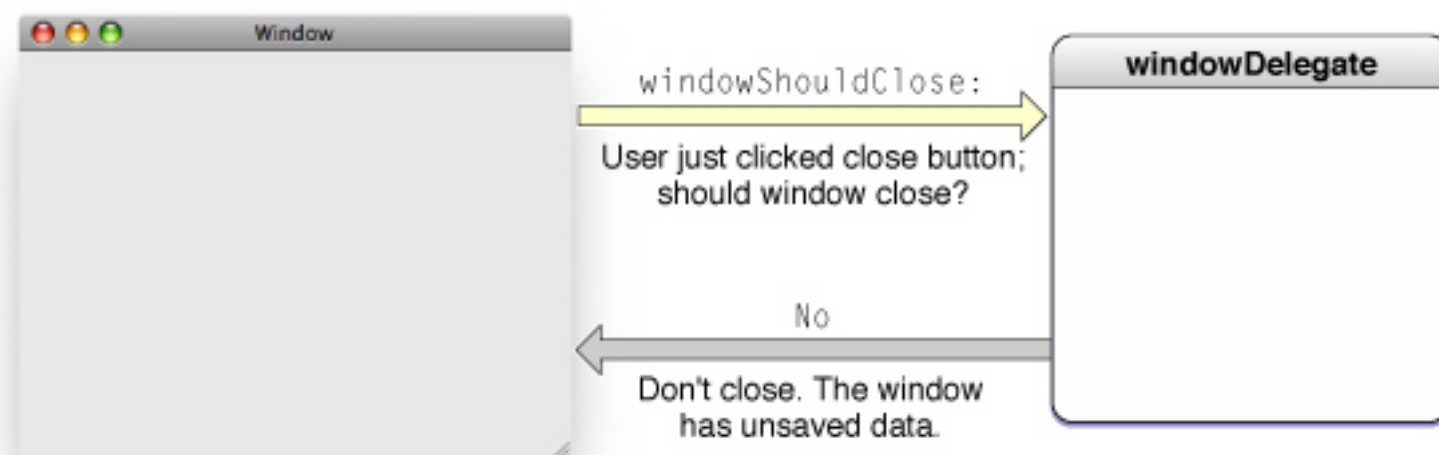 Window
windowShouldClose:
User just clicked close button;
should window close?
windowDelegate
No
Don't close. The window
has unsaved data.